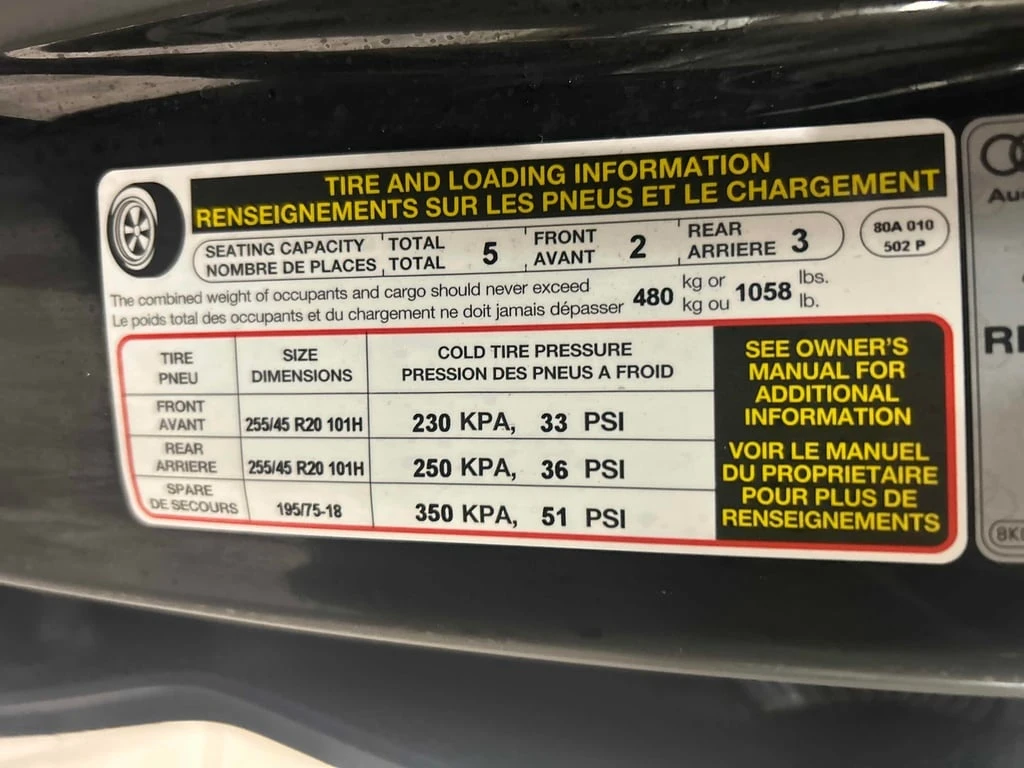 TIRE AND LOADING INFORMATION
RENSEIGNEMENTS SUR LES PNEUS ET LE CHARGEMENT
SEATING CAPACITY TOTAL 5 FRONT 2 REAR 3
NOMBRE DE PLACES TOTAL AVANT ARRIERE
80A 010
502 P
The combined weight of occupants and cargo should never exceed 480 kg or 1058 lbs.
Le poids total des occupants et du chargement ne doit jamais dépasser kg ou lb.
TIRE SIZE COLD TIRE PRESSURE
PNEU DIMENSIONS PRESSION DES PNEUS A FROID
FRONT
AVANT 255/45 R20 101H 230 KPA, 33 PSI
REAR
ARRIERE 255/45 R20 101H 250 KPA, 36 PSI
SPARE
DE SECOURS 195/75-18 350 KPA, 51 PSI
SEE OWNER'S
MANUAL FOR
ADDITIONAL
INFORMATION
VOIR LE MANUEL
DU PROPRIETAIRE
POUR PLUS DE
RENSEIGNEMENTS